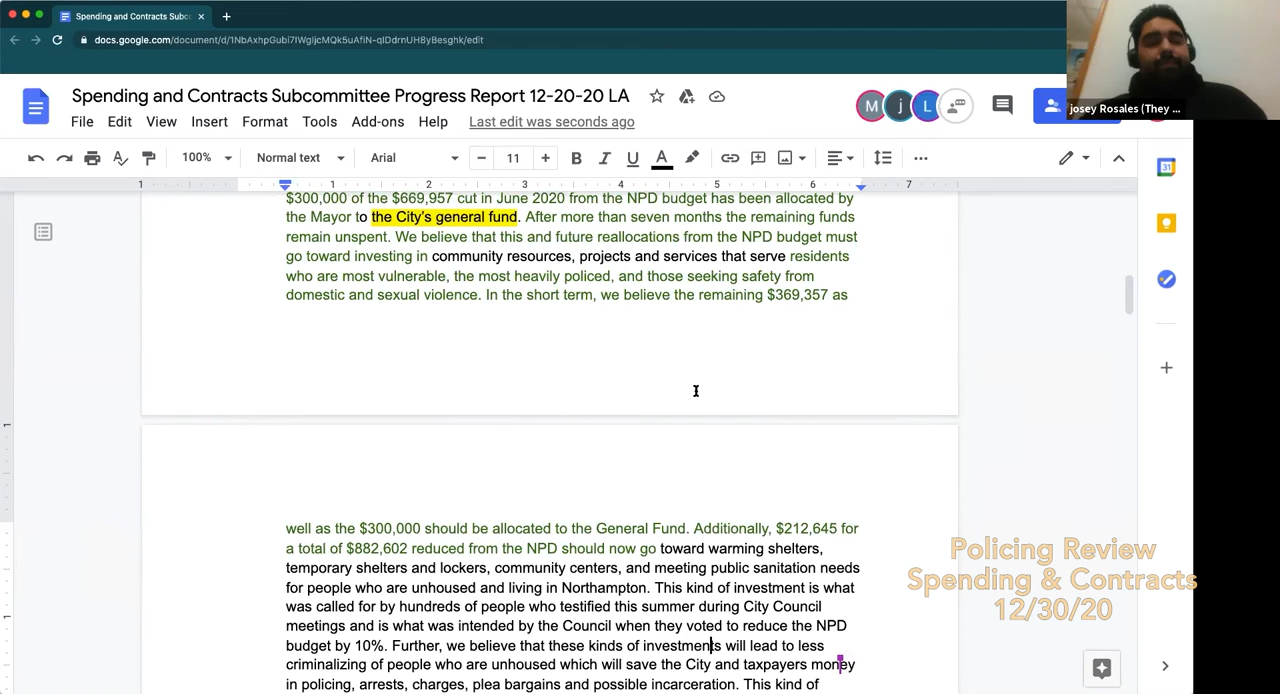 Spending and Contracts Subcc
docs.google.com/document/d/1NbAxhpGubi7IWgIjcMQk5uAfiN-qIDdrnUH8yBesghk/edit
Spending and Contracts Subcommittee Progress Report 12-20-20 LA
M j L
josey Rosales (They ...
File Edit View Insert Format Tools Addons Help Last edit was seconds ago
100% Normal text Arial 11 B I U A
1 1 2 3 4 5 6 7
31
$300,000 of the $669,957 cut in June 2020 from the NPD budget has been allocated by
the Mayor to the City's general fund. After more than seven months the remaining funds
remain unspent. We believe that this and future reallocations from the NPD budget must
go toward investing in community resources, projects and services that serve residents
who are most vulnerable, the most heavily policed, and those seeking safety from
domestic and sexual violence. In the short term, we believe the remaining $369,357 as
well as the $300,000 should be allocated to the General Fund. Additionally, $212,645 for
a total of $882,602 reduced from the NPD should now go toward warming shelters,
temporary shelters and lockers, community centers, and meeting public sanitation needs
for people who are unhoused and living in Northampton. This kind of investment is what
was called for by hundreds of people who testified this summer during City Council
meetings and is what was intended by the Council when they voted to reduce the NPD
budget by 10%. Further, we believe that these kinds of investments will lead to less
criminalizing of people who are unhoused which will save the City and taxpayers money
in policing, arrests, charges, plea bargains and possible incarceration. This kind of
Policing Review
Spending & Contracts
12/30/20